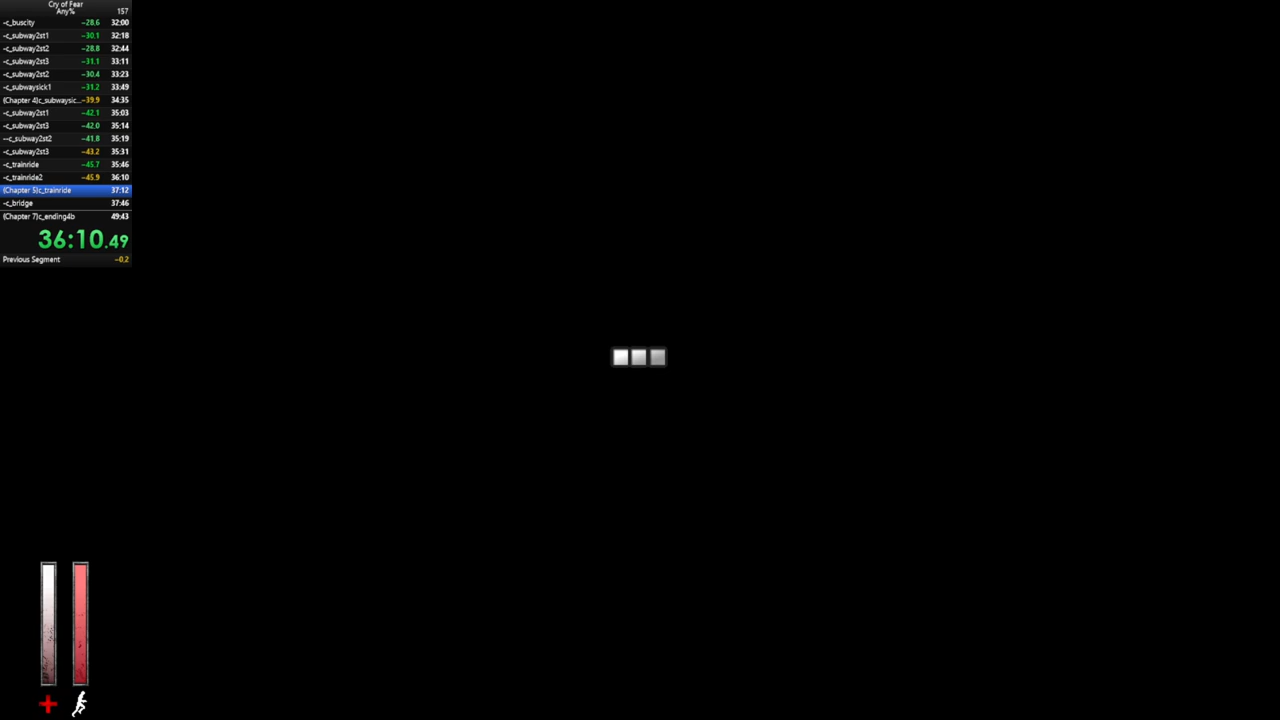 Cry of Fear
Any% 157
-c_buscity -28.6 32:00
-c_subway2st1 -30.1 32:18
-c_subway2st2 -28.8 32:44
-c_subway2st3 -31.1 33:11
-c_subway2st2 -30.4 33:23
-c_subwaysick1 -31.2 33:49
(Chapter 4)c_subwaysic... -39.9 34:35
-c_subway2st1 -42.1 35:03
-c_subway2st3 -42.0 35:14
--c_subway2st2 -41.8 35:19
-c_subway2st3 -43.2 35:31
-c_trainride -45.7 35:46
-c_trainride2 -45.9 36:10
(Chapter 5)c_trainride 37:12
-c_bridge 37:46
(Chapter 7)c_ending4b 49:43
36:10.49
Previous Segment -0.2